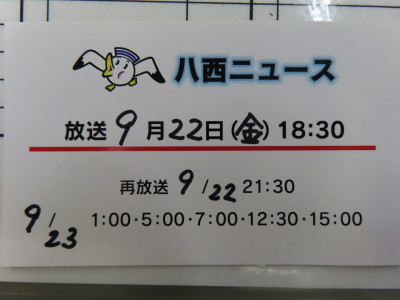 八西ニュース
放送 9月22日(金) 18:30
再放送 9/22 21:30
9/23 1:00・5:00・7:00・12:30・15:00